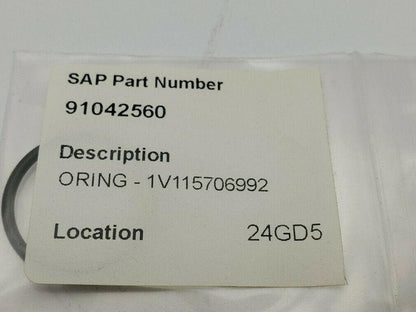 SAP Part Number
91042560
Description
ORING - 1V115706992
Location 24GD5